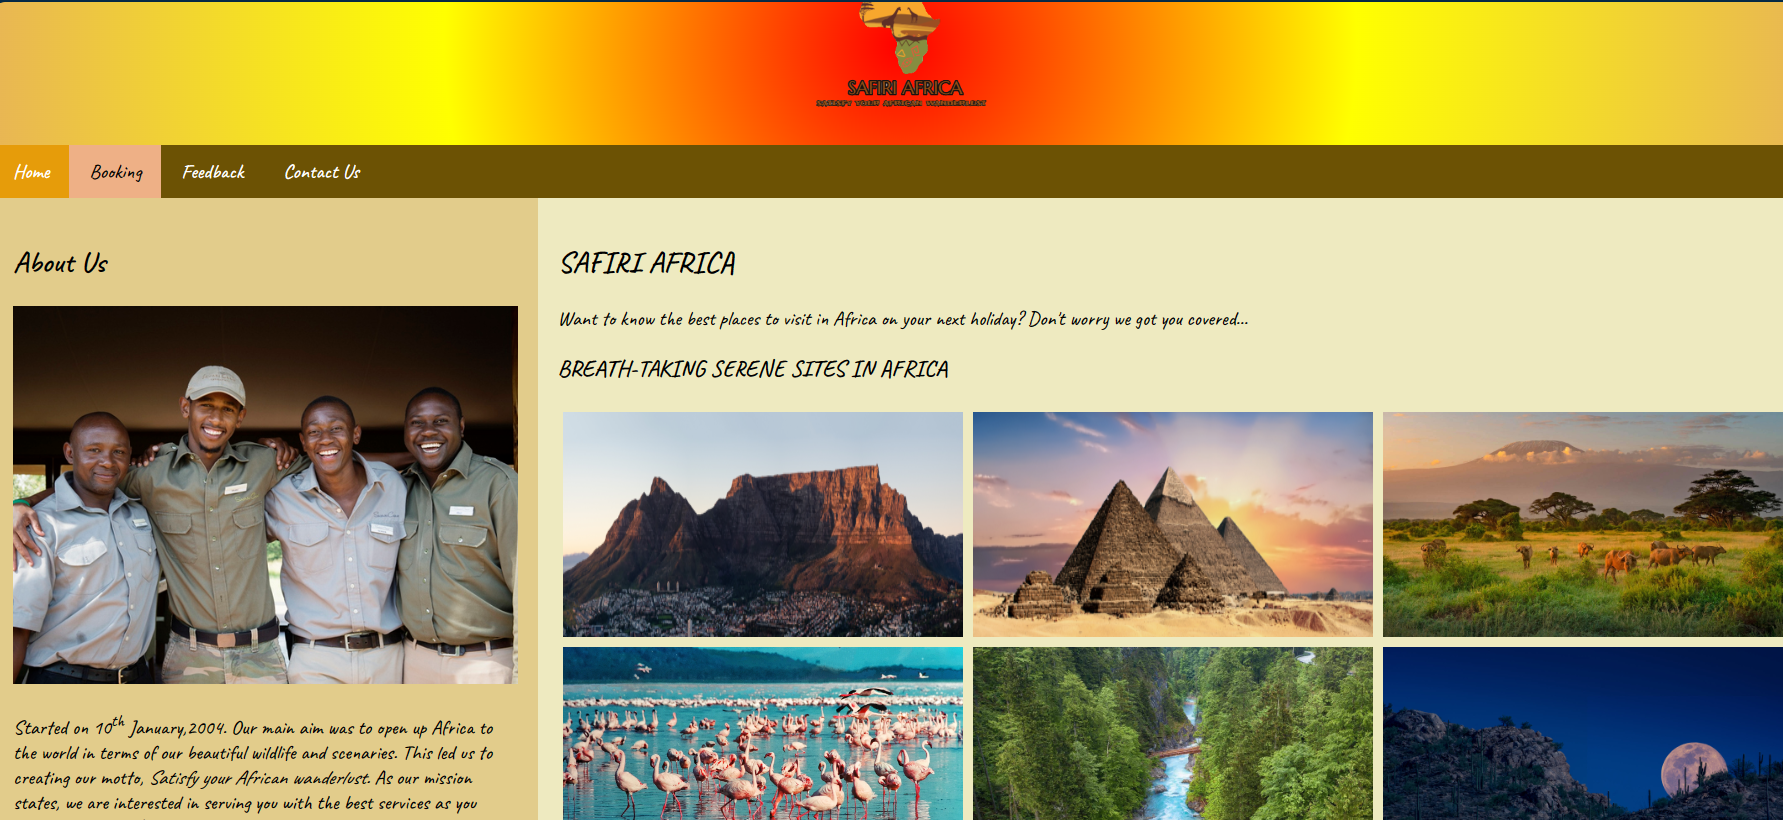 SAFIRI AFRICA
SATISFY YOUR AFRICAN WANDERLUST
Home Booking Feedback Contact Us
About Us
Started on 10th January,2004. Our main aim was to open up Africa to
the world in terms of our beautiful wildlife and scenaries. This led us to
creating our motto, Satisfy your African wanderlust. As our mission
states, we are interested in serving you with the best services as you
SAFIRI AFRICA
Want to know the best places to visit in Africa on your next holiday? Don't worry we got you covered...
BREATH-TAKING SERENE SITES IN AFRICA